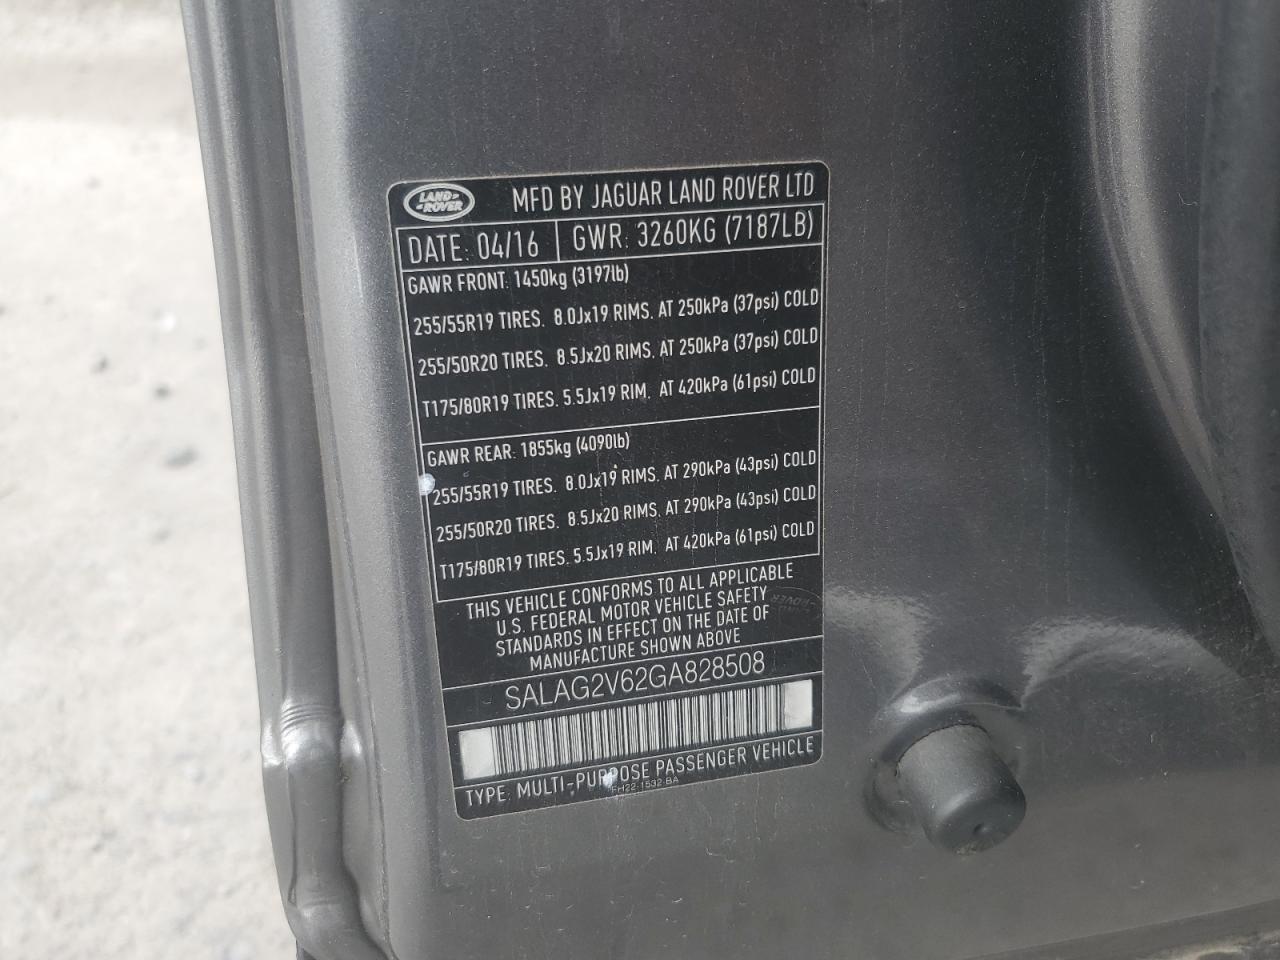 LAND-
-ROVER
MFD BY JAGUAR LAND ROVER LTD
DATE: 04/16 GWR: 3260KG (7187LB)
GAWR FRONT: 1450kg (3197lb)
255/55R19 TIRES. 8.0Jx19 RIMS. AT 250kPa (37psi) COLD
255/50R20 TIRES. 8.5Jx20 RIMS. AT 250kPa (37psi) COLD
T175/80R19 TIRES. 5.5Jx19 RIM. AT 420kPa (61psi) COLD
GAWR REAR: 1855kg (4090lb)
255/55R19 TIRES. 8.0Jx19 RIMS. AT 290kPa (43psi) COLD
255/50R20 TIRES. 8.5Jx20 RIMS. AT 290kPa (43psi) COLD
T175/80R19 TIRES. 5.5Jx19 RIM. AT 420kPa (61psi) COLD
THIS VEHICLE CONFORMS TO ALL APPLICABLE
U.S. FEDERAL MOTOR VEHICLE SAFETY
STANDARDS IN EFFECT ON THE DATE OF
MANUFACTURE SHOWN ABOVE
SALAG2V62GA828508
TYPE: MULTI-PURPOSE PASSENGER VEHICLE
FH22-1532-BA